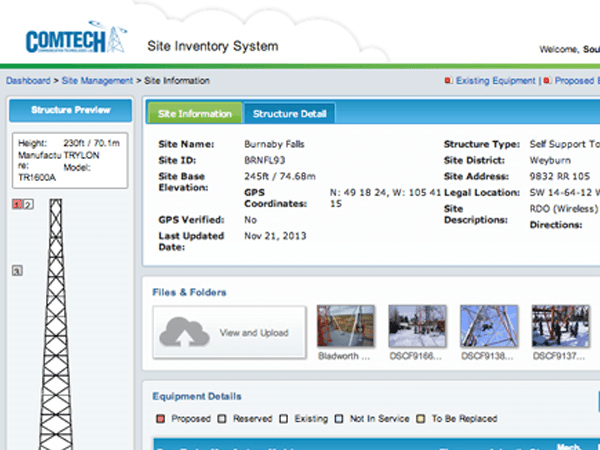 COMTECH
Site Inventory System
Welcome, Sou
Dashboard > Site Management > Site Information
Existing Equipment | Proposed E
Structure Preview
Height: 230ft / 70.1m
Manufactu TRYLON
re: Model:
TR1600A
1 2
3
Site Information Structure Detail
Site Name: Burnaby Falls Structure Type: Self Support To
Site ID: BRNFL93 Site District: Weyburn
Site Base Elevation: 245ft / 74.68m Site Address: 9832 RR 105
GPS Coordinates: N: 49 18 24, W: 105 41 15 Legal Location: SW 14-64-12 W
Site Descriptions: RDO (Wireless)
GPS Verified: No Directions:
Last Updated Date: Nov 21, 2013
Files & Folders
View and Upload
Bladworth ... DSCF9166... DSCF9138... DSCF9137...
Equipment Details
Proposed Reserved Existing Not In Service To Be Replaced
Mech